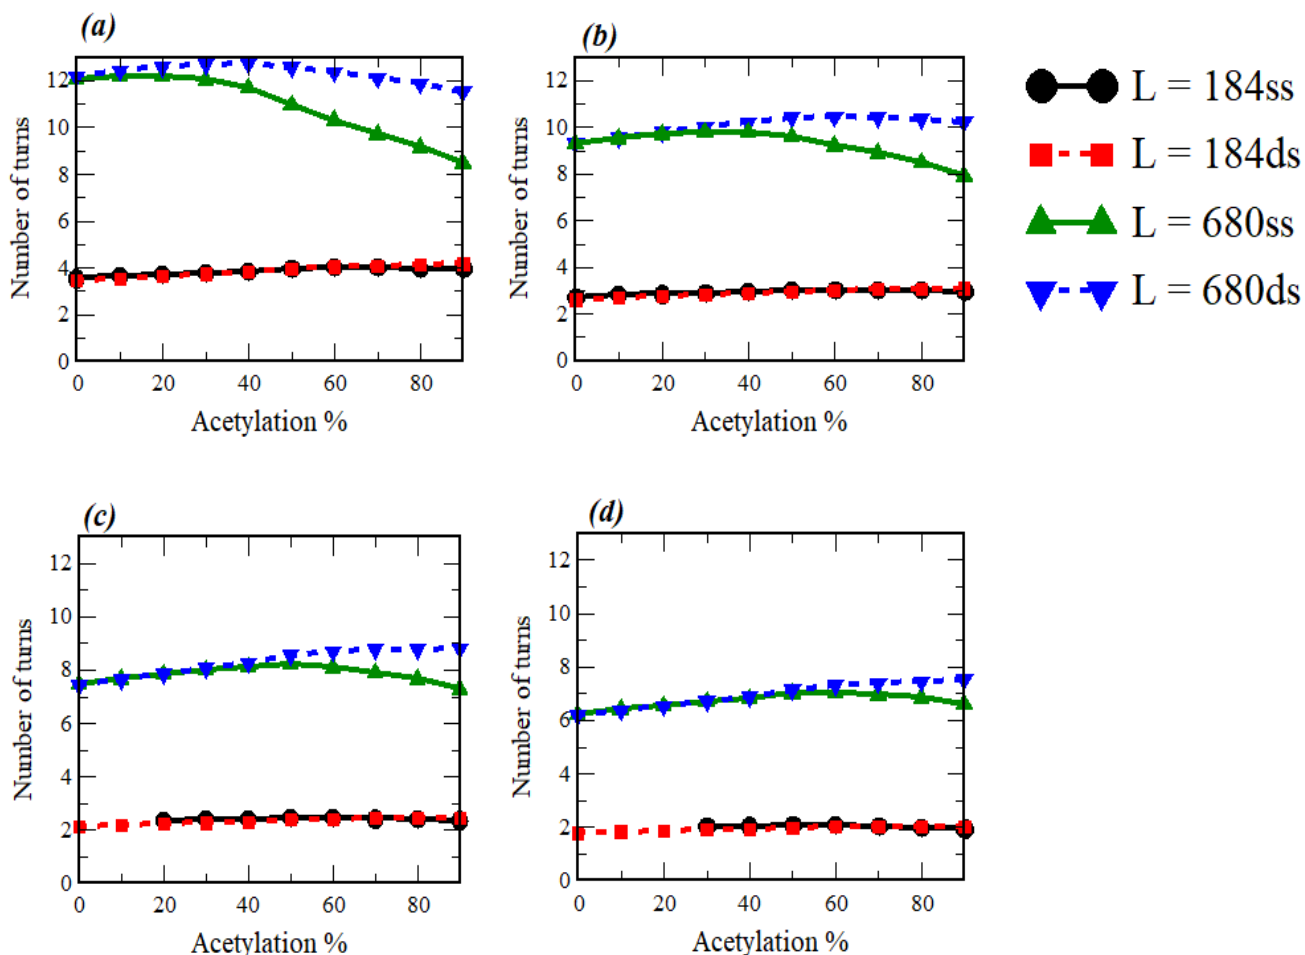 (a)
12
10
8
6
4
2
0
Number of turns
0 20 40 60 80
Acetylation %
(b)
12
10
8
6
4
2
0
Number of turns
0 20 40 60 80
Acetylation %
L = 184ss
L = 184ds
L = 680ss
L = 680ds
(c)
12
10
8
6
4
2
0
Number of turns
0 20 40 60 80
Acetylation %
(d)
12
10
8
6
4
2
0
Number of turns
0 20 40 60 80
Acetylation %